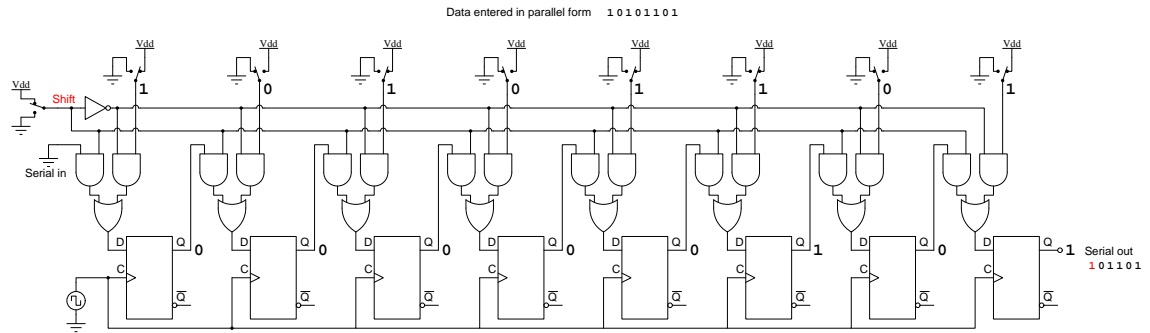 Data entered in parallel form 1 0 1 0 1 1 0 1
Vdd Vdd Vdd Vdd Vdd Vdd Vdd Vdd
Vdd
Shift
1 0 1 0 1 1 0 1
Serial in
D Q D Q D Q D Q D Q D Q D Q D Q
0 0 0 0 0 1 0 1
Serial out
1 0 1 1 0 1
C C C C C C C C
Q Q Q Q Q Q Q Q